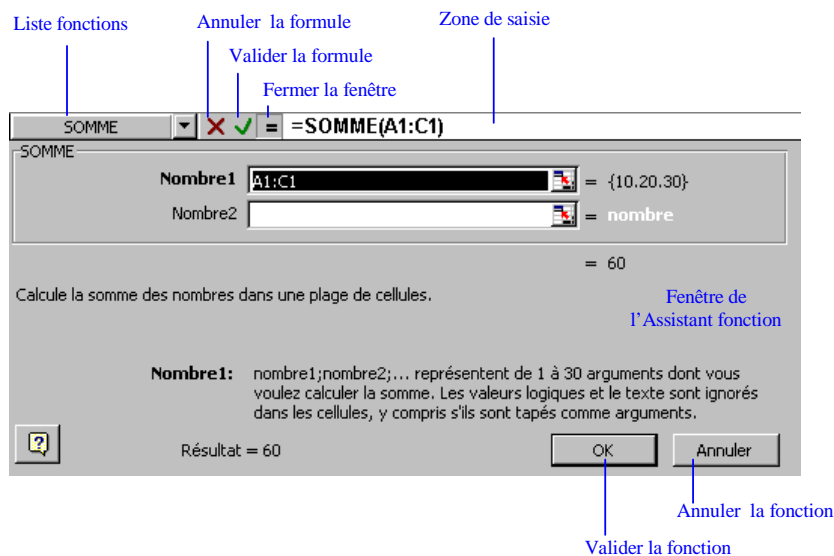 Liste fonctions
Annuler la formule
Zone de saisie
Valider la formule
Fermer la fenêtre
SOMME = =SOMME(A1:C1)
SOMME
Nombre1 A1:C1 = {10.20.30}
Nombre2 = nombre
= 60
Calcule la somme des nombres dans une plage de cellules.
Fenêtre de
l'Assistant fonction
Nombre1: nombre1;nombre2;... représentent de 1 à 30 arguments dont vous
voulez calculer la somme. Les valeurs logiques et le texte sont ignorés
dans les cellules, y compris s'ils sont tapés comme arguments.
? Résultat = 60 OK Annuler
Annuler la fonction
Valider la fonction